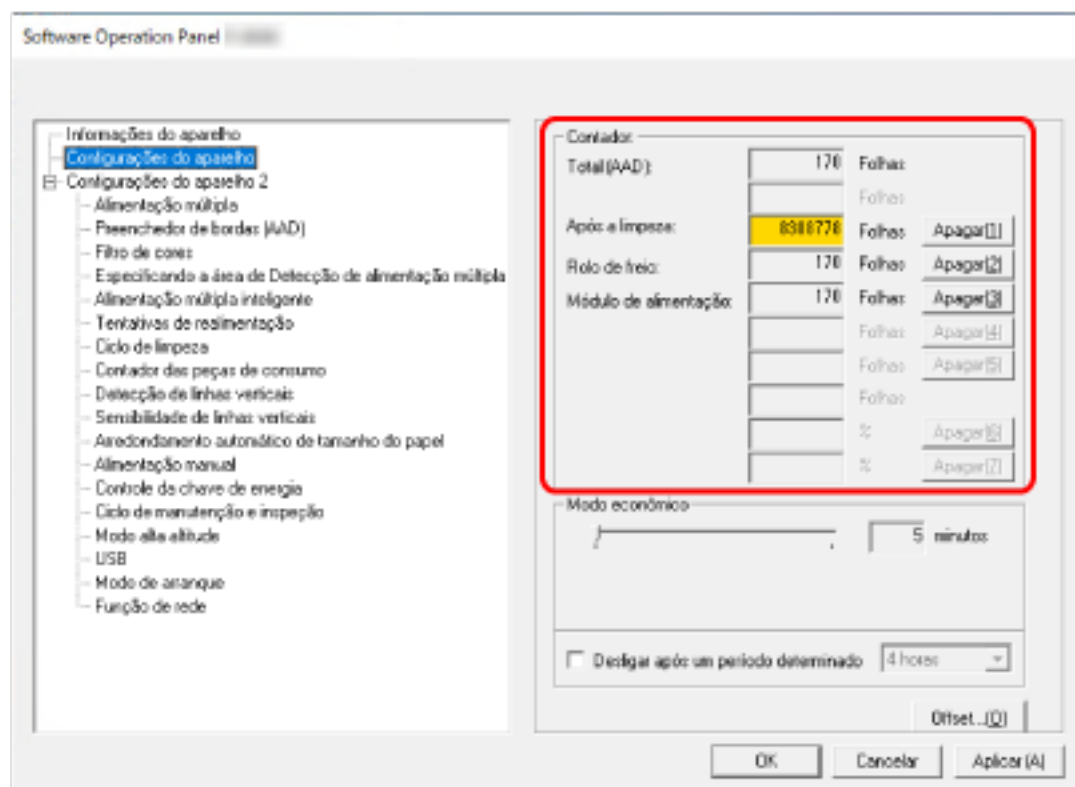 Software Operation Panel
Informações do aparelho
Configurações do aparelho
Configurações do aparelho 2
Alimentação múltipla
Preenchedor de bordas (AAD)
Filtro de cores
Especificando a área de Detecção de alimentação múltipla
Alimentação múltipla inteligente
Tentativas de realimentação
Ciclo de limpeza
Contador das peças de consumo
Detecção de linhas verticais
Sensibilidade de linhas verticais
Arredondamento automático de tamanho do papel
Alimentação manual
Controle da chave de energia
Ciclo de manutenção e inspeção
Modo alta altitude
USB
Modo de arranque
Função de rede
Contador
Total (AAD): 170 Folhas
Folhas
Após a limpeza: Folhas Apagar(1)
Rolo de freio: 170 Folhas Apagar(2)
Módulo de alimentação: 170 Folhas Apagar(3)
Folhas Apagar(4)
Folhas Apagar(5)
Folhas
% Apagar(6)
% Apagar(7)
Modo econômico
5 minutos
Desligar após um período determinado 4 horas
Offset...(O)
OK Cancelar Aplicar(A)